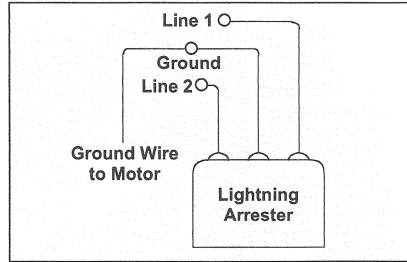 Line 1
Ground
Line 2
Ground Wire
to Motor
Lightning
Arrester